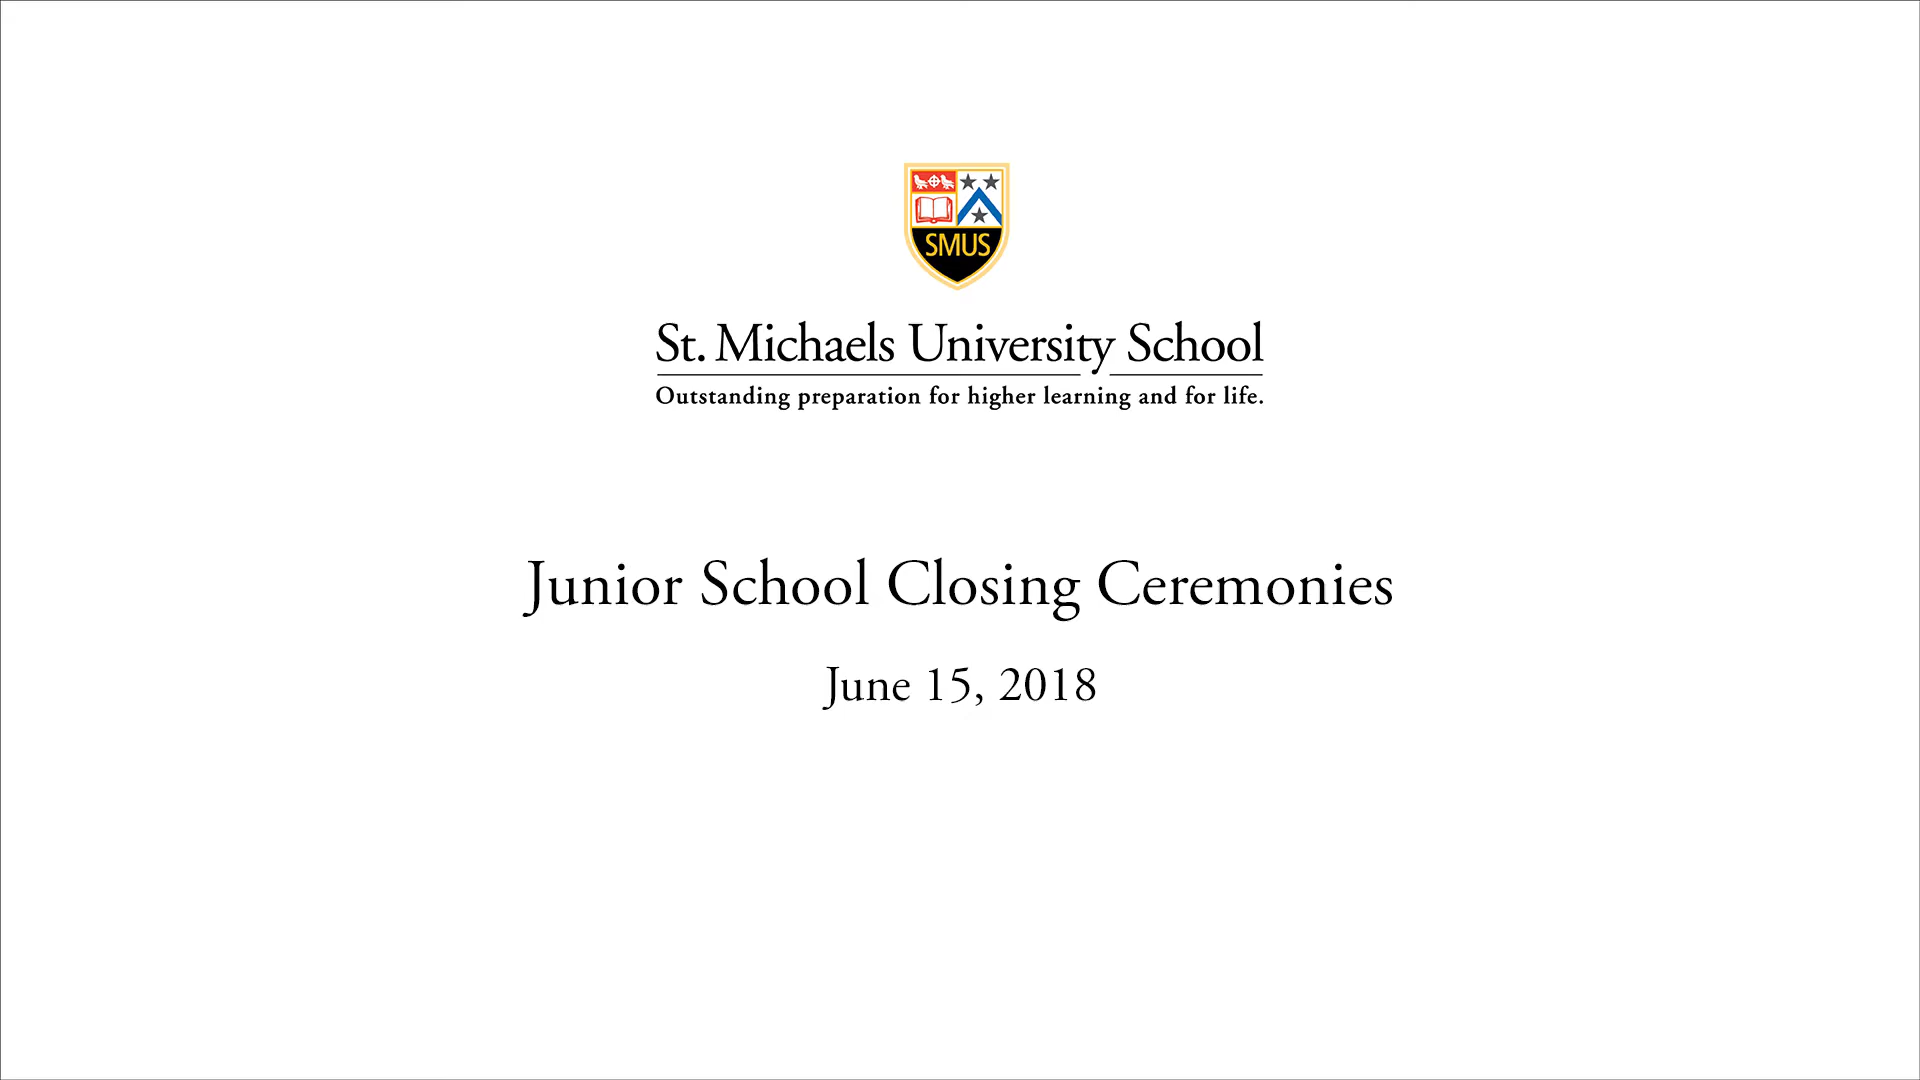 SMUS
St. Michaels University School
Outstanding preparation for higher learning and for life.
Junior School Closing Ceremonies
June 15, 2018